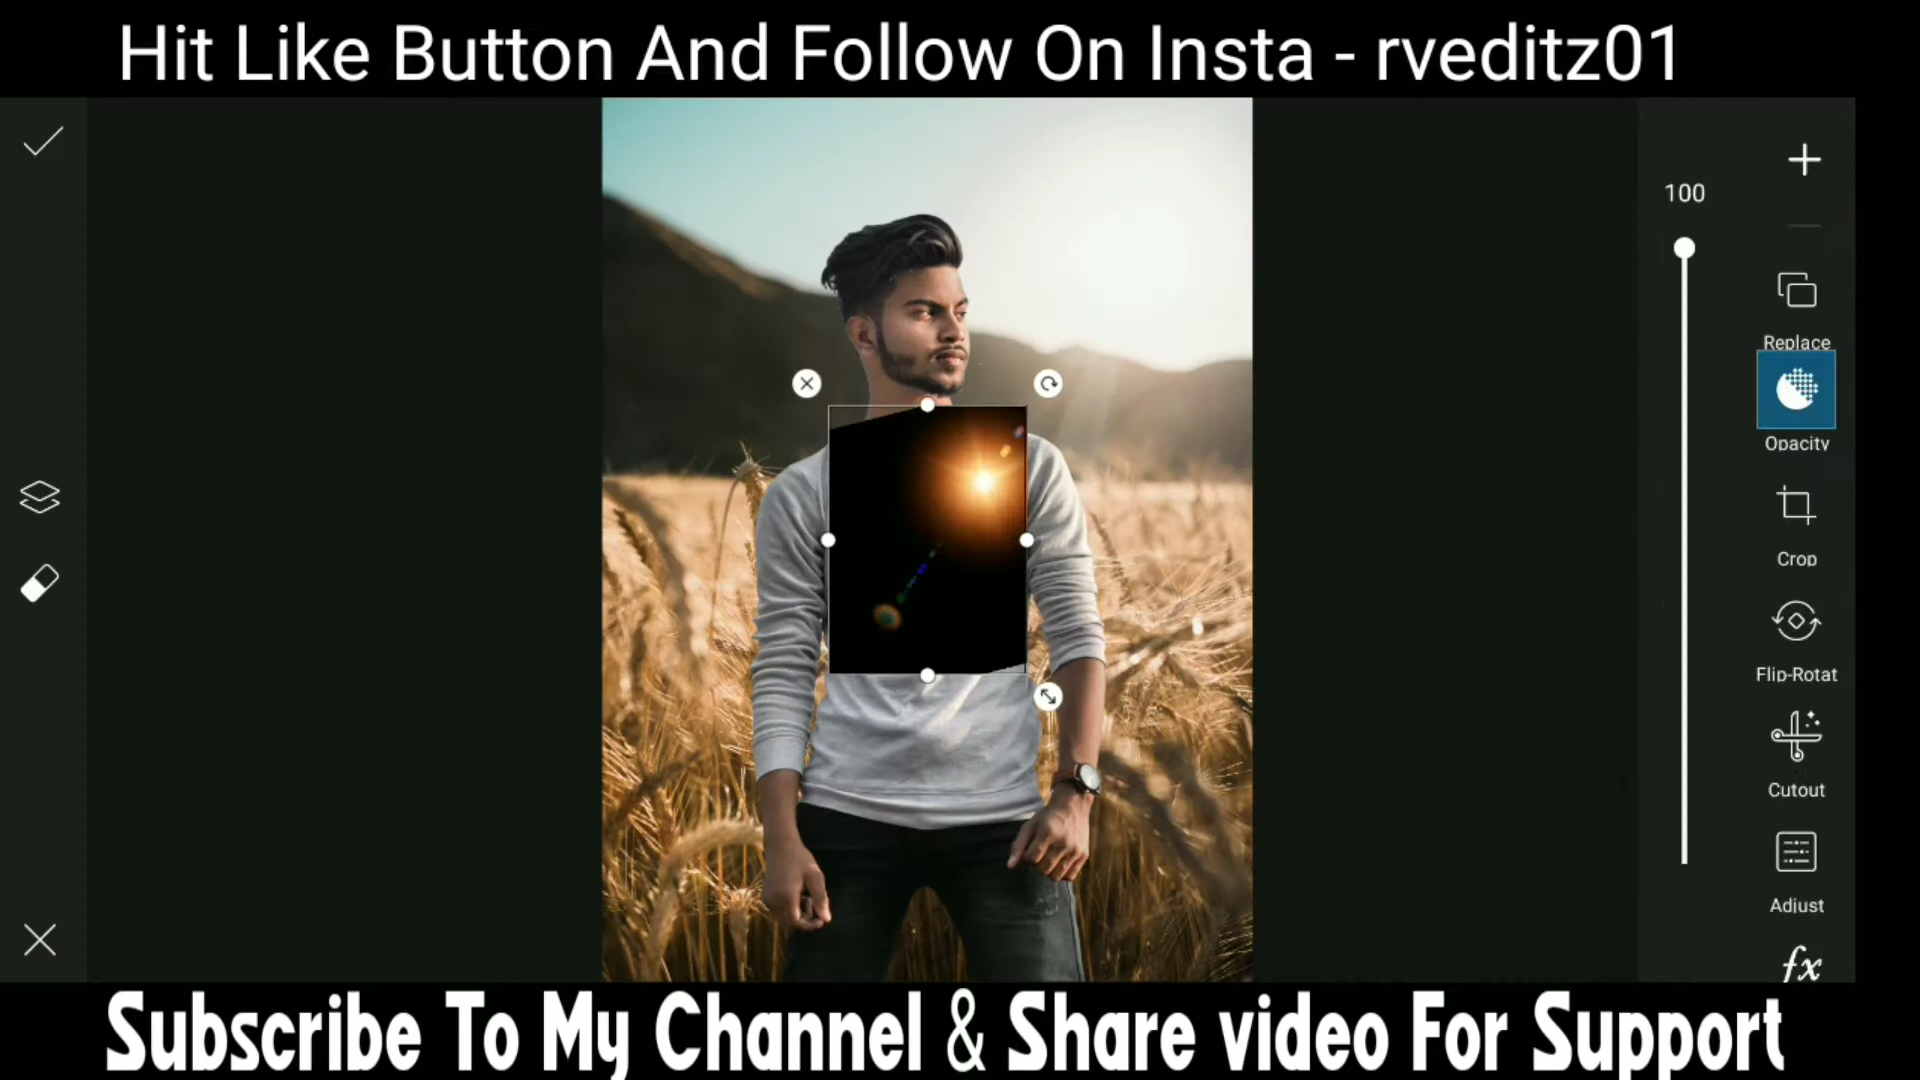 Hit Like Button And Follow On Insta - rveditz01
100
Replace
Opacity
Crop
Flip-Rotat
Cutout
Adjust
fx
Subscribe To My Channel & Share video For Support